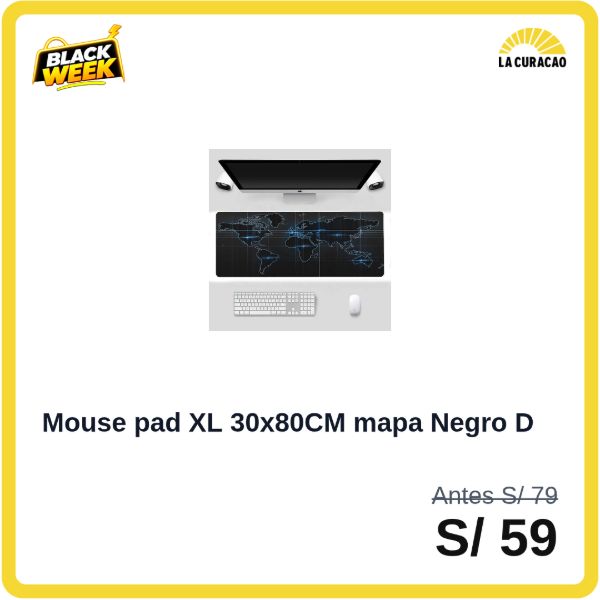 BLACK
WEEK
LA CURACAO
Mouse pad XL 30x80CM mapa Negro D
Antes S/ 79
S/ 59